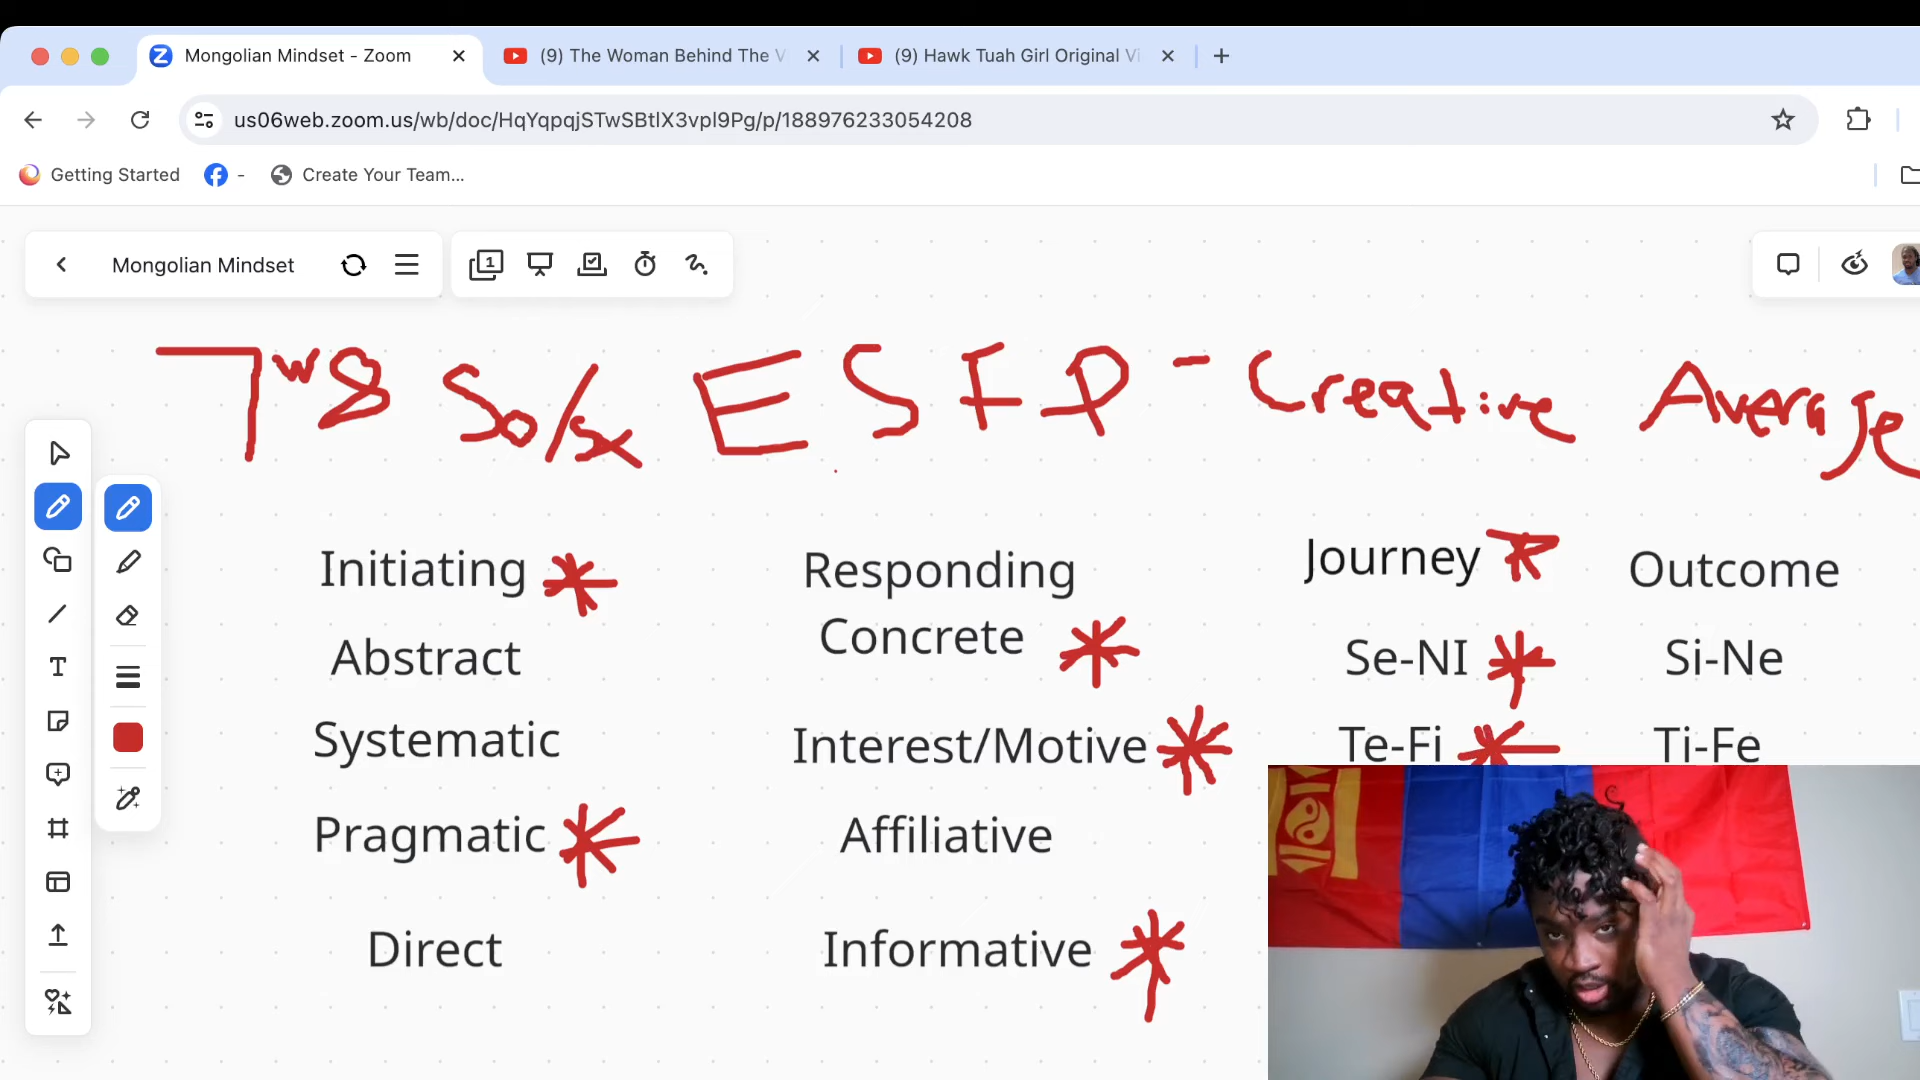 Mongolian Mindset - Zoom
(9) The Woman Behind The V
(9) Hawk Tuah Girl Original Vi
us06web.zoom.us/wb/doc/HqYqpqjSTwSBtlX3vpl9Pg/p/188976233054208
Getting Started - Create Your Team...
Mongolian Mindset 1
7w8 So/sx ESFP - Creative Average
Initiating Responding Journey Outcome
Abstract Concrete Se-NI Si-Ne
Systematic Interest/Motive Te-Fi Ti-Fe
Pragmatic Affiliative
Direct Informative